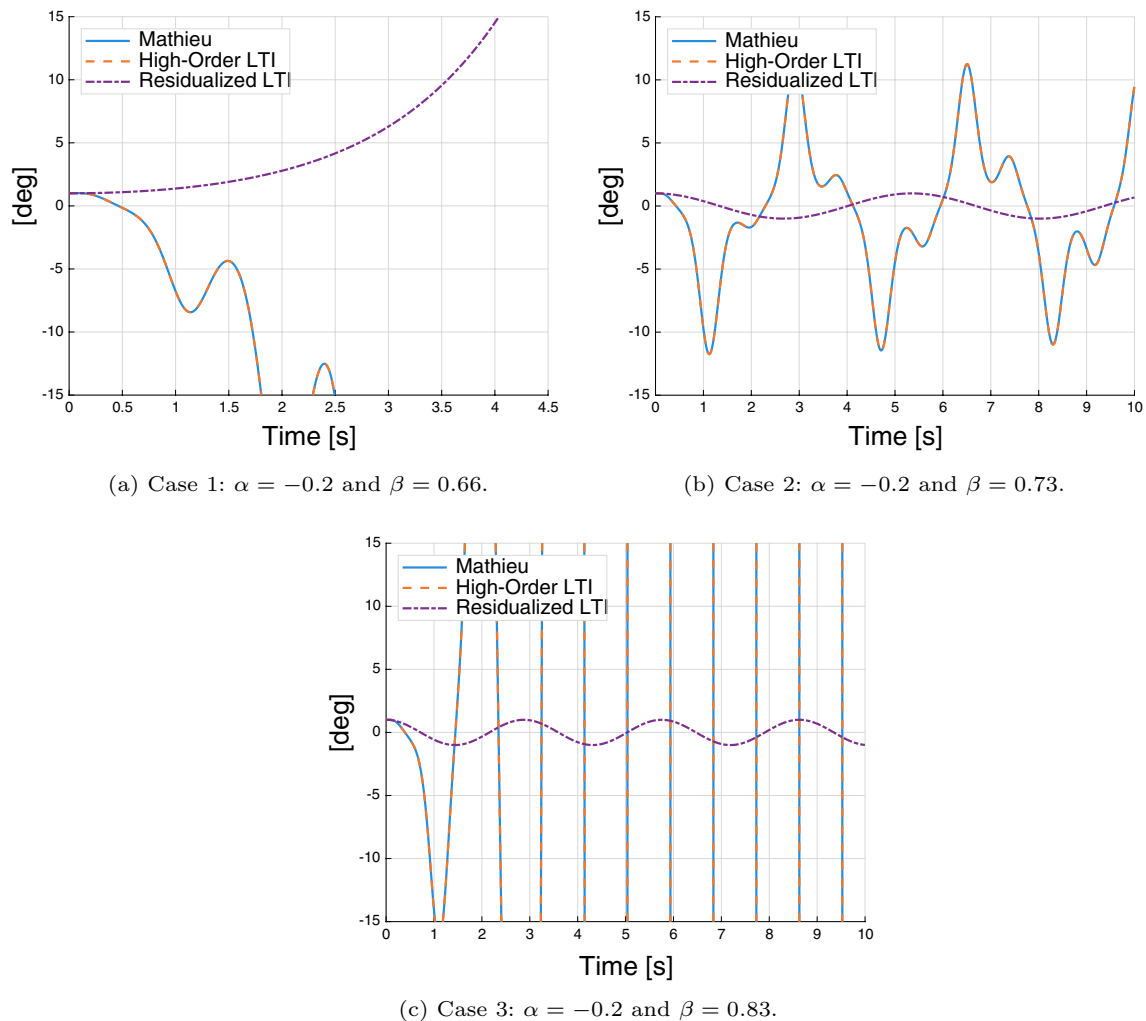 15
10
5
0
-5
-10
-15
[deg]
Mathieu
High-Order LTI
Residualized LTI
0 0.5 1 1.5 2 2.5 3 3.5 4 4.5
Time [s]
(a) Case 1: α = −0.2 and β = 0.66.
15
10
5
0
-5
-10
-15
[deg]
Mathieu
High-Order LTI
Residualized LTI
0 1 2 3 4 5 6 7 8 9 10
Time [s]
(b) Case 2: α = −0.2 and β = 0.73.
15
10
5
0
-5
-10
-15
[deg]
Mathieu
High-Order LTI
Residualized LTI
0 1 2 3 4 5 6 7 8 9 10
Time [s]
(c) Case 3: α = −0.2 and β = 0.83.